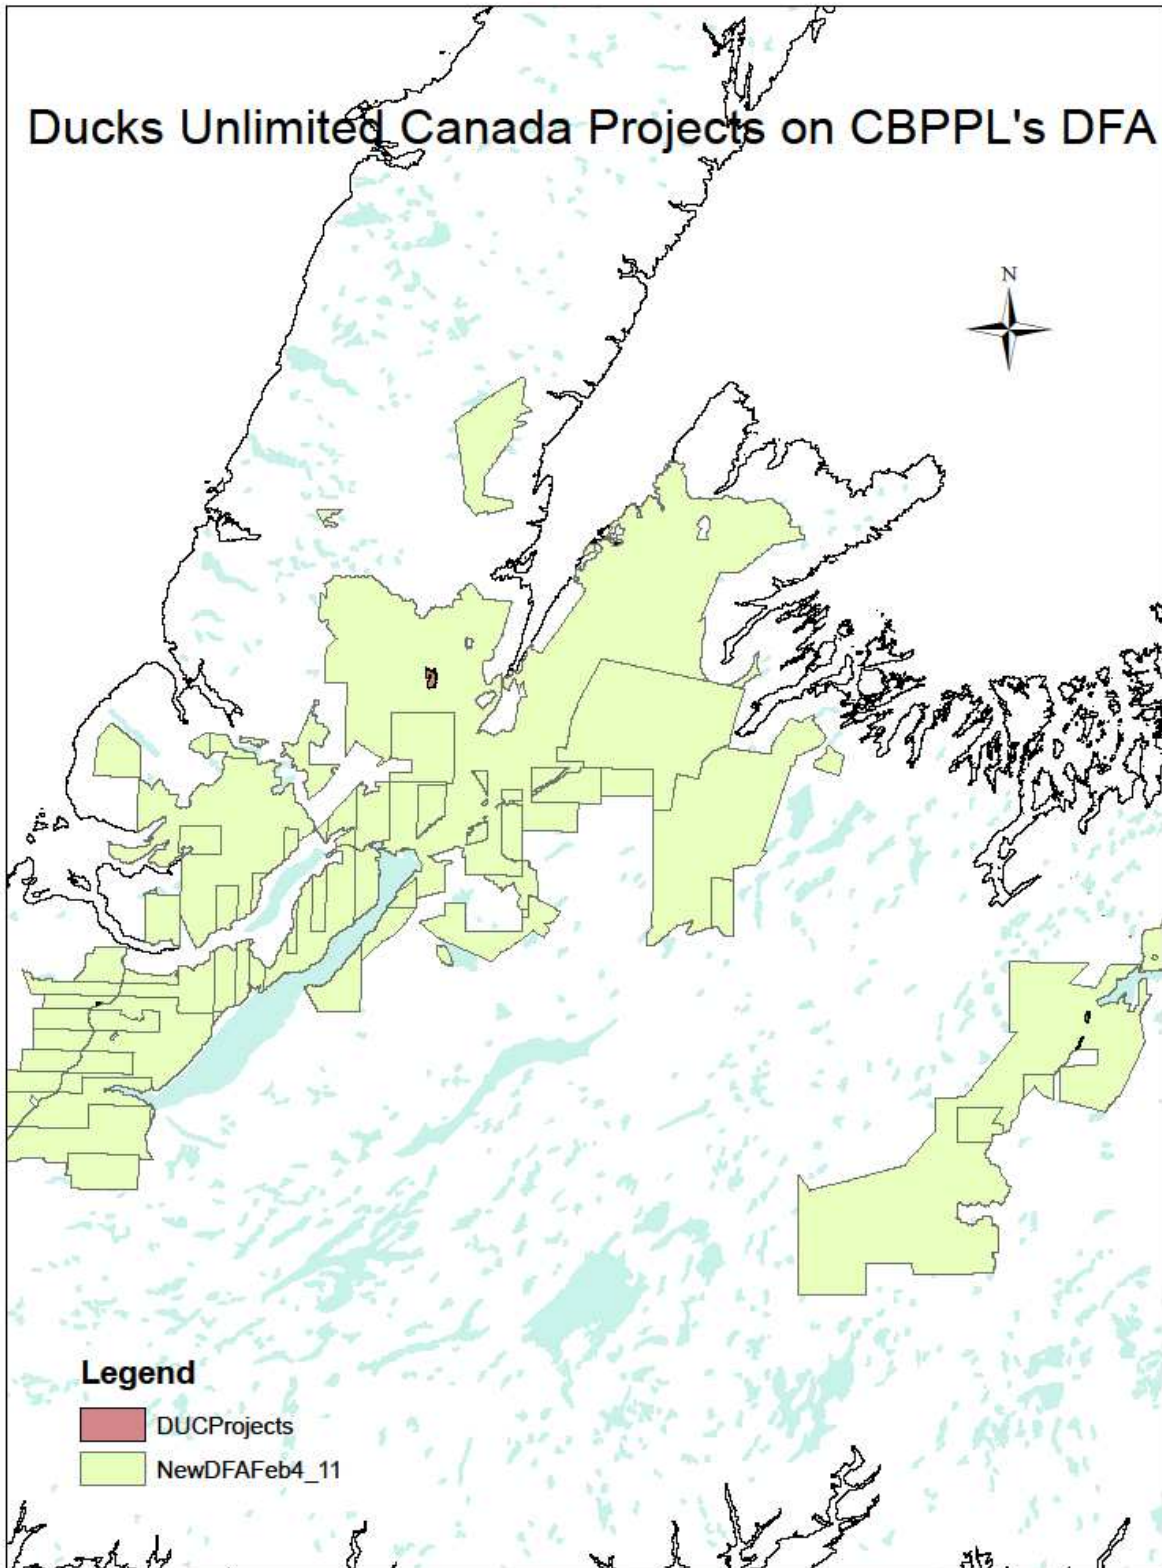 Ducks Unlimited Canada Projects on CBPPL's DFA
N
Legend
DUCProjects
NewDFAFeb4_11